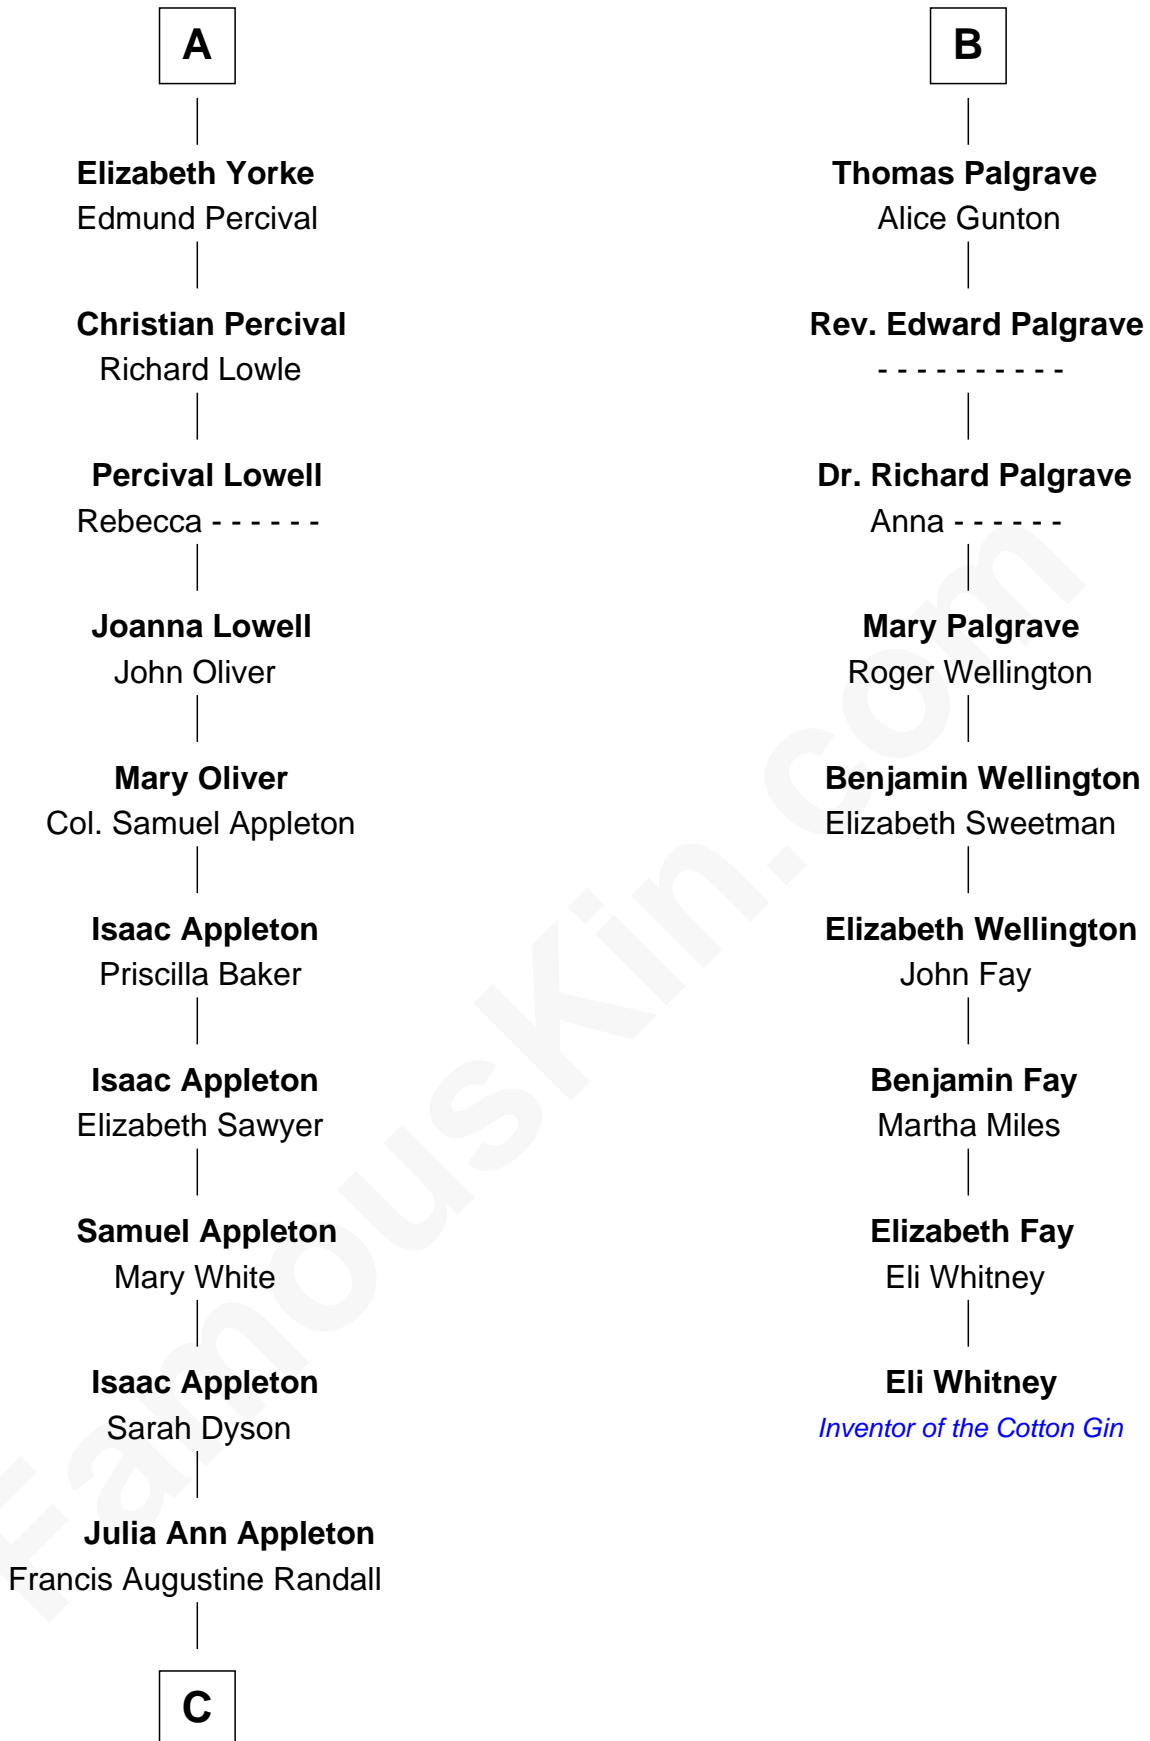 A
Elizabeth Yorke
Edmund Percival
Christian Percival
Richard Lowle
Percival Lowell
Rebecca - - - - - -
Joanna Lowell
John Oliver
Mary Oliver
Col. Samuel Appleton
Isaac Appleton
Priscilla Baker
Isaac Appleton
Elizabeth Sawyer
Samuel Appleton
Mary White
Isaac Appleton
Sarah Dyson
Julia Ann Appleton
Francis Augustine Randall
C
B
Thomas Palgrave
Alice Gunton
Rev. Edward Palgrave
- - - - - - - - - -
Dr. Richard Palgrave
Anna - - - - - -
Mary Palgrave
Roger Wellington
Benjamin Wellington
Elizabeth Sweetman
Elizabeth Wellington
John Fay
Benjamin Fay
Martha Miles
Elizabeth Fay
Eli Whitney
Eli Whitney
Inventor of the Cotton Gin
FamousKin.com